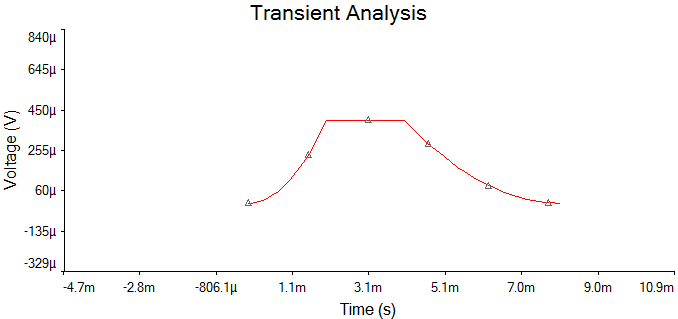 Transient Analysis
840µ
645µ
450µ
255µ
60µ
-135µ
-329µ
Voltage (V)
-4.7m -2.8m -806.1µ 1.1m 3.1m 5.1m 7.0m 9.0m 10.9m
Time (s)